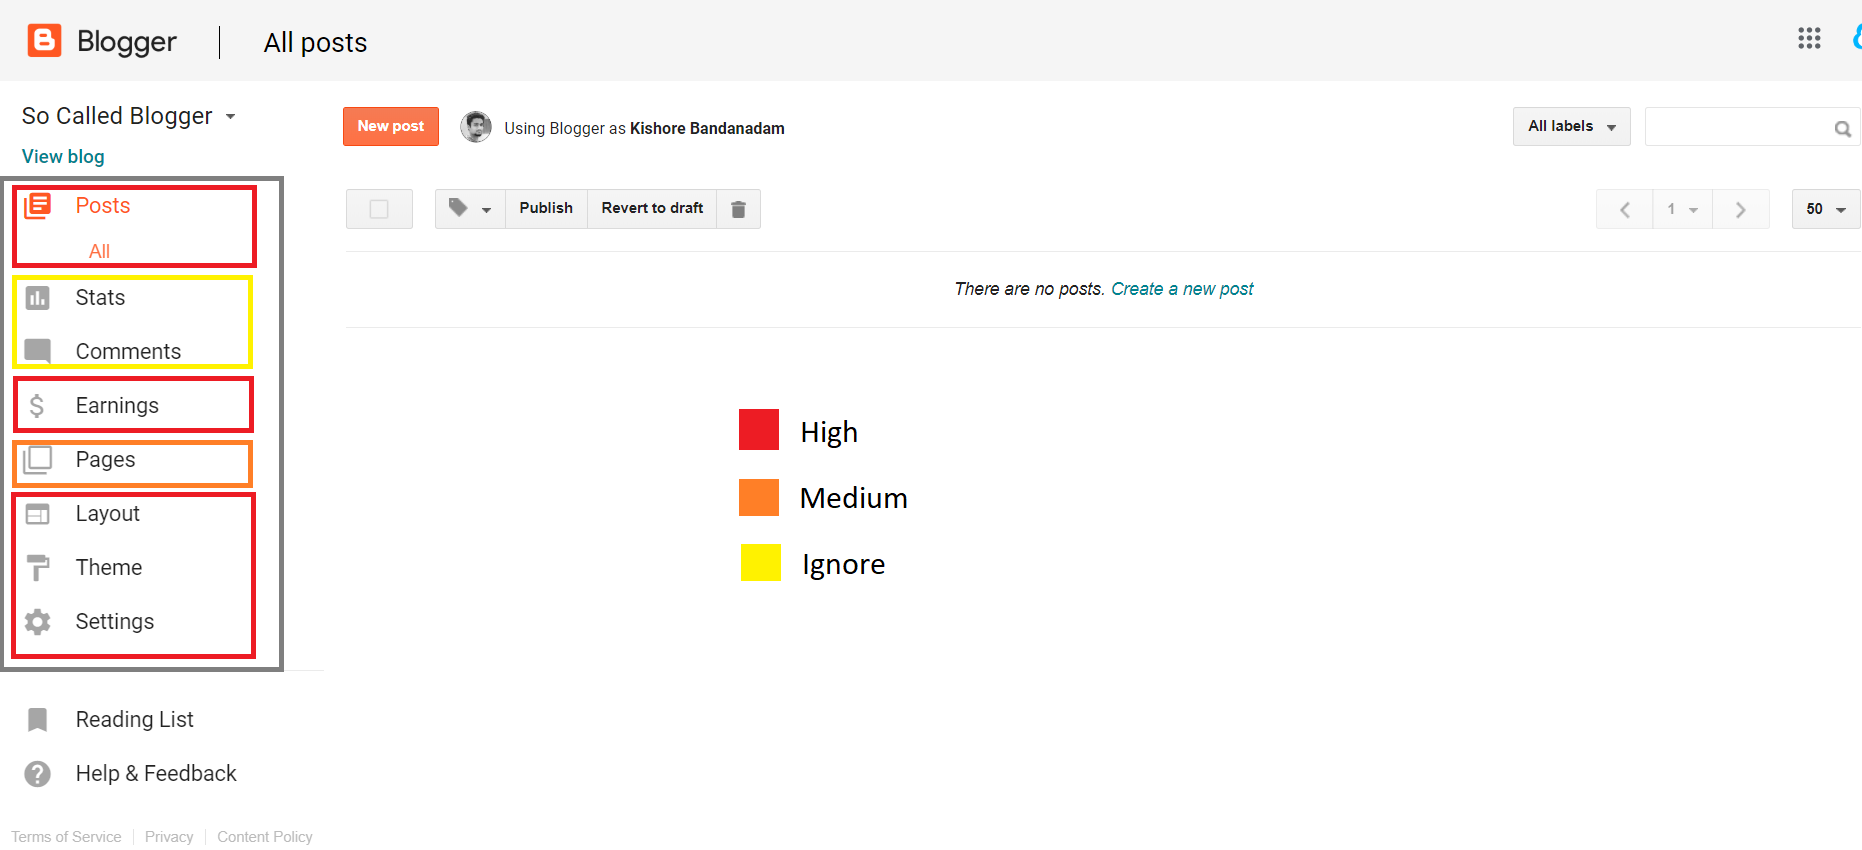 Blogger
All posts
So Called Blogger
View blog
New post
Using Blogger as Kishore Bandanadam
All labels
Posts
All
Publish
Revert to draft
1
50
Stats
Comments
There are no posts. Create a new post
Earnings
Pages
Layout
Theme
Settings
High
Medium
Ignore
Reading List
Help & Feedback
Terms of Service
Privacy
Content Policy